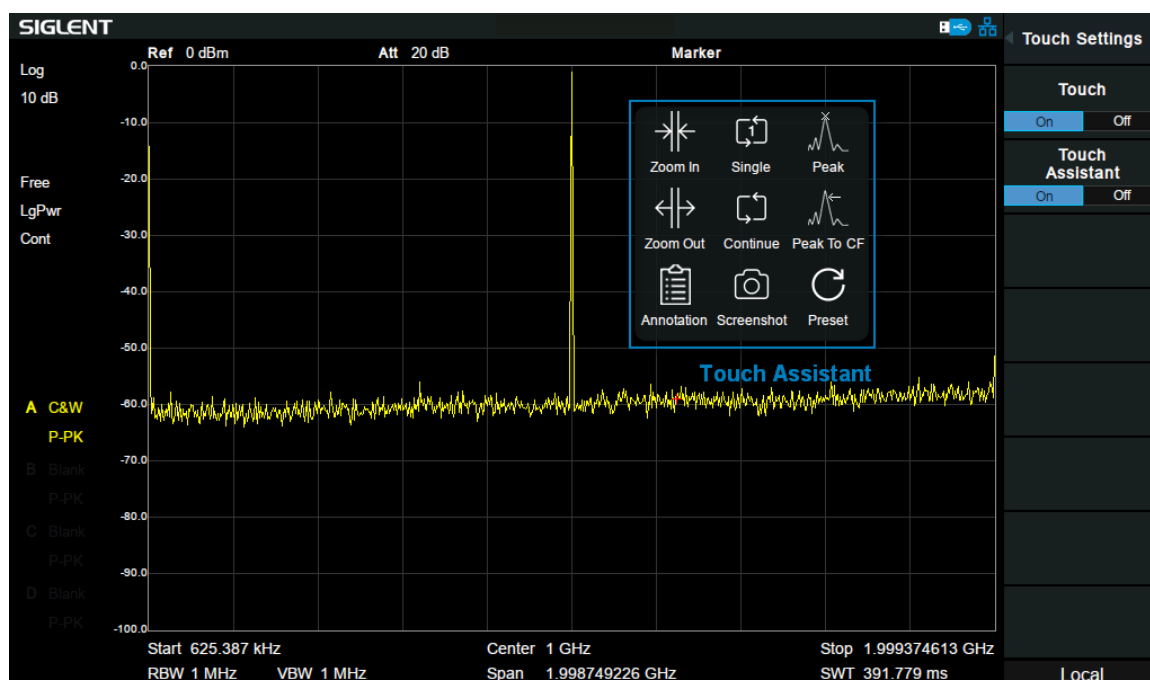 SIGLENT
Ref 0 dBm Att 20 dB Marker
Log
10 dB
Free
LgPwr
Cont
A C&W
P-PK
B Blank
P-PK
C Blank
P-PK
D Blank
P-PK
0.0
-10.0
-20.0
-30.0
-40.0
-50.0
-60.0
-70.0
-80.0
-90.0
-100.0
1
Zoom In Single Peak
Zoom Out Continue Peak To CF
Annotation Screenshot Preset
Touch Assistant
Start 625.387 kHz Center 1 GHz Stop 1.999374613 GHz
RBW 1 MHz VBW 1 MHz Span 1.998749226 GHz SWT 391.779 ms
Touch Settings
Touch
On Off
Touch
Assistant
On Off
Local